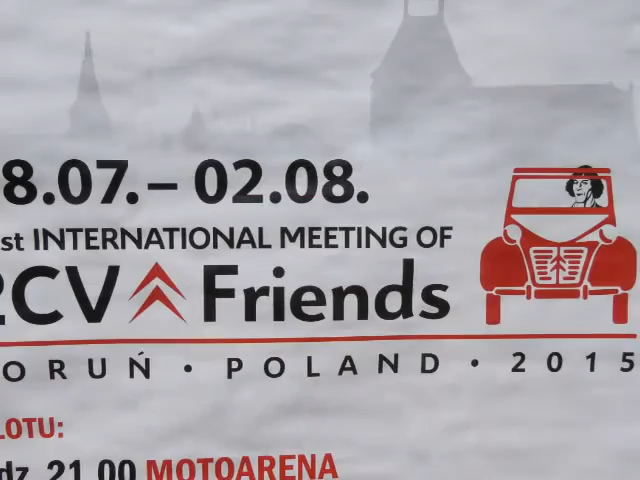 8.07. – 02.08.
st INTERNATIONAL MEETING OF
2CV Friends
ORUŃ • POLAND • 2015
LOTU:
dz. 21.00 MOTOARENA